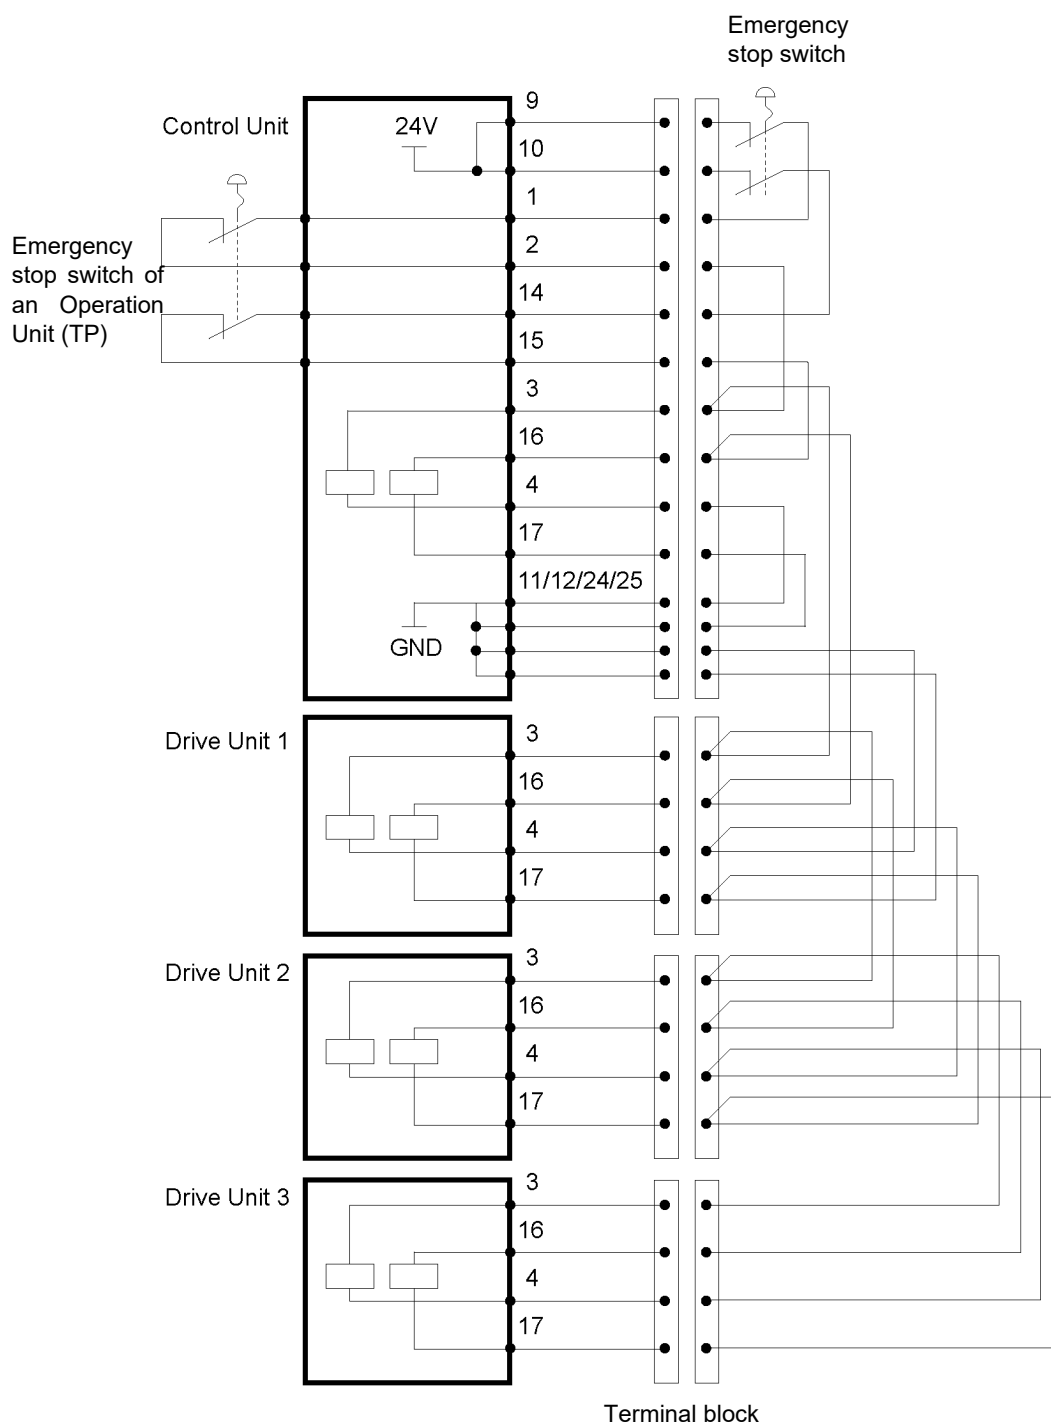 Emergency
stop switch
Control Unit
24V
9
10
1
2
14
15
3
16
4
17
11/12/24/25
GND
Emergency
stop switch of
an Operation
Unit (TP)
Drive Unit 1
3
16
4
17
Drive Unit 2
3
16
4
17
Drive Unit 3
3
16
4
17
Terminal block